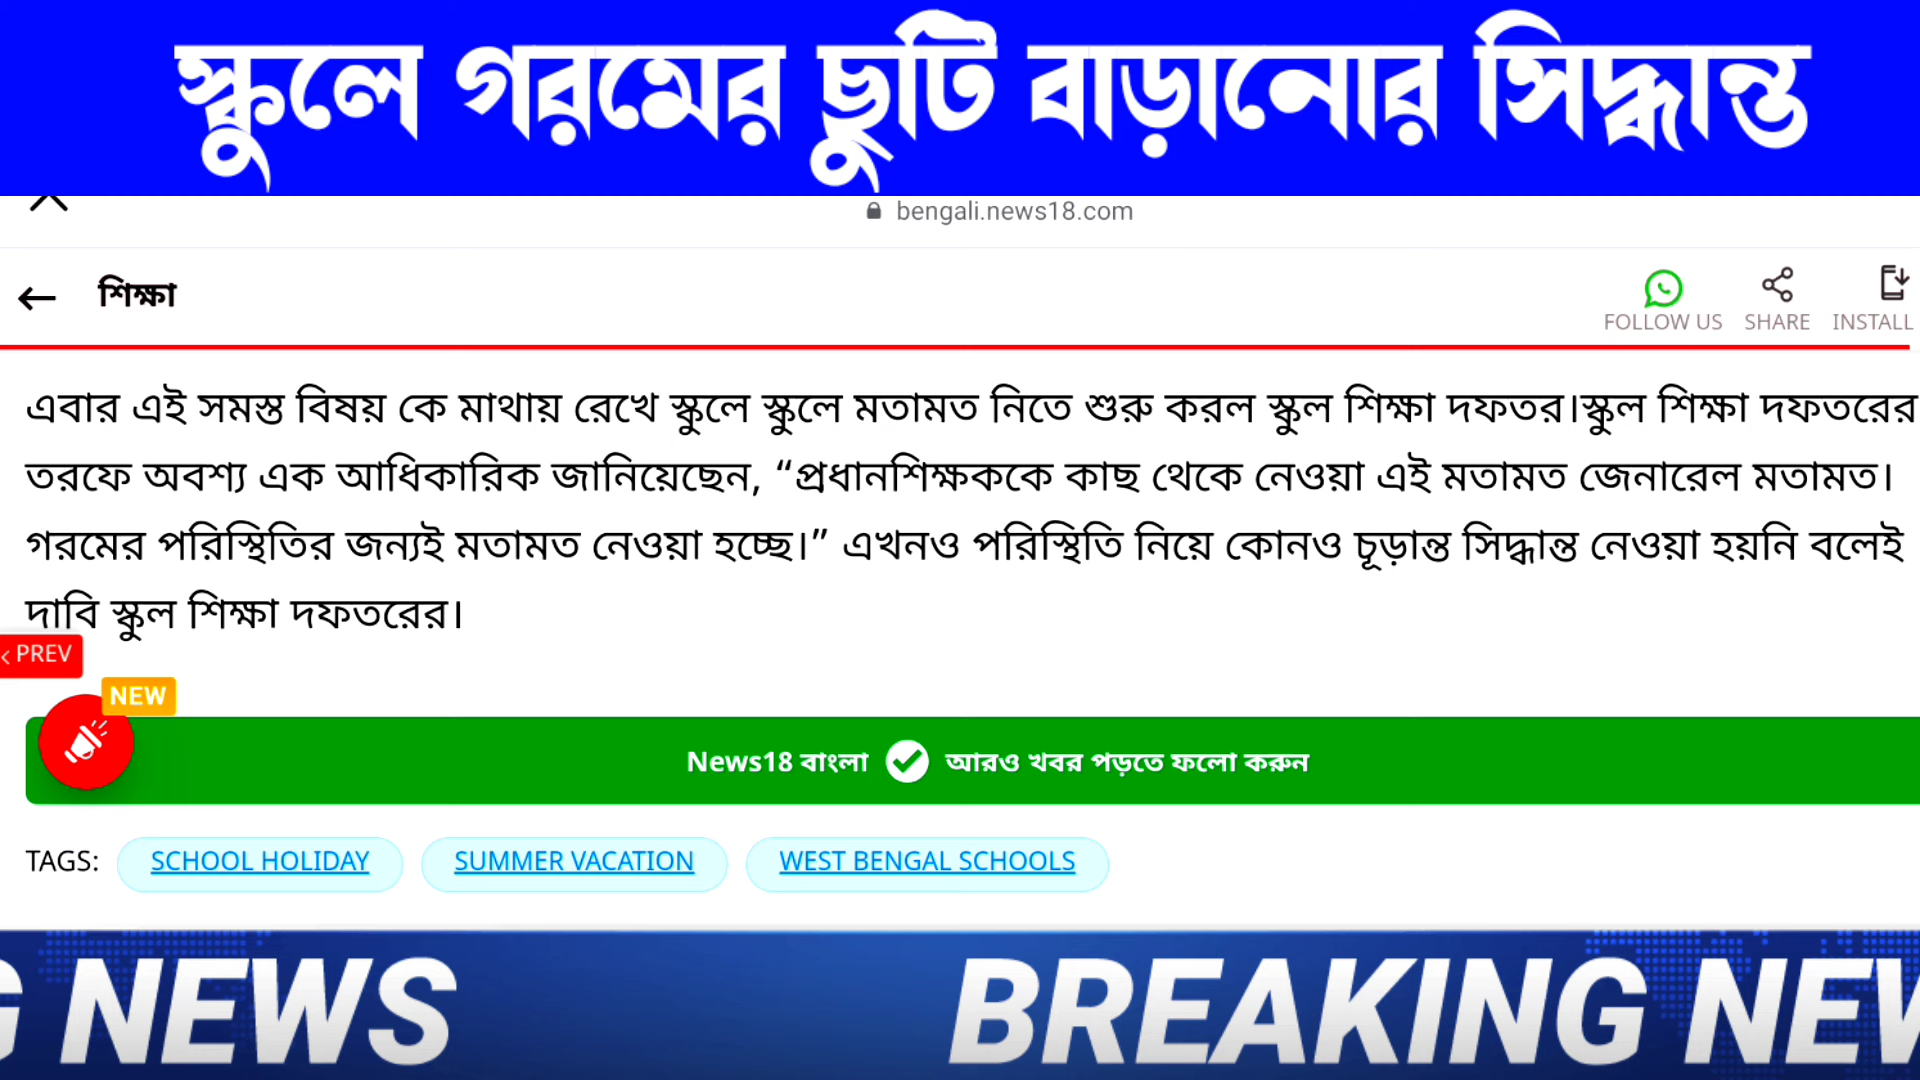 স্কুলে গরমের ছুটি বাড়ানোর সিদ্ধান্ত
bengali.news18.com
শিক্ষা
FOLLOW US SHARE INSTALL
এবার এই সমস্ত বিষয় কে মাথায় রেখে স্কুলে স্কুলে মতামত নিতে শুরু করল স্কুল শিক্ষা দফতর।স্কুল শিক্ষা দফতরের
তরফে অবশ্য এক আধিকারিক জানিয়েছেন, “প্রধানশিক্ষককে কাছ থেকে নেওয়া এই মতামত জেনারেল মতামত।
গরমের পরিস্থিতির জন্যই মতামত নেওয়া হচ্ছে।” এখনও পরিস্থিতি নিয়ে কোনও চূড়ান্ত সিদ্ধান্ত নেওয়া হয়নি বলেই
দাবি স্কুল শিক্ষা দফতরের।
‹ PREV
NEW
News18 বাংলা আরও খবর পড়তে ফলো করুন
TAGS: SCHOOL HOLIDAY SUMMER VACATION WEST BENGAL SCHOOLS
G NEWS BREAKING NEW